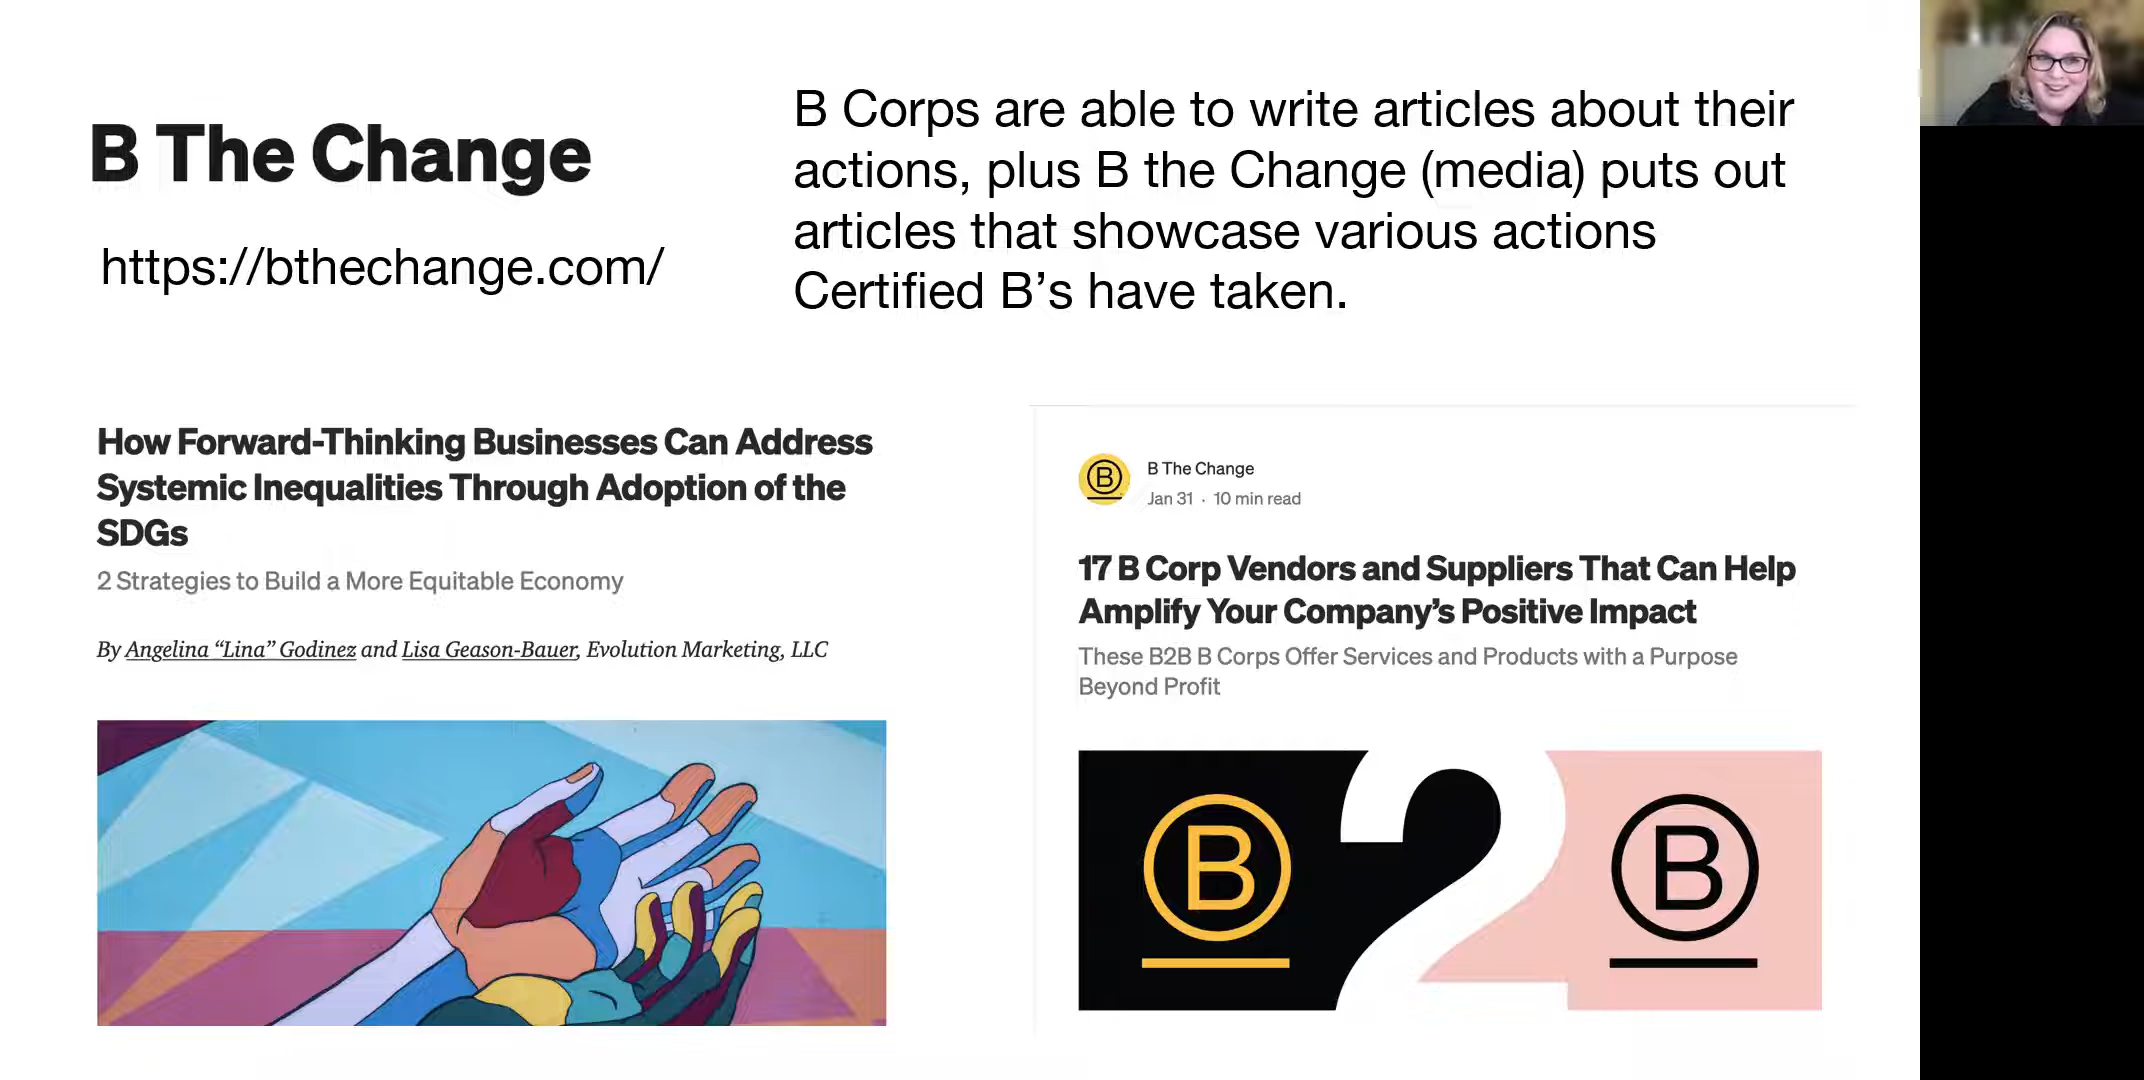 B The Change
https://bthechange.com/
B Corps are able to write articles about their
actions, plus B the Change (media) puts out
articles that showcase various actions
Certified B’s have taken.
How Forward-Thinking Businesses Can Address
Systemic Inequalities Through Adoption of the
SDGs
2 Strategies to Build a More Equitable Economy
By Angelina “Lina” Godinez and Lisa Geason-Bauer, Evolution Marketing, LLC
B
B The Change
Jan 31 · 10 min read
17 B Corp Vendors and Suppliers That Can Help
Amplify Your Company’s Positive Impact
These B2B B Corps Offer Services and Products with a Purpose
Beyond Profit
B 2 B